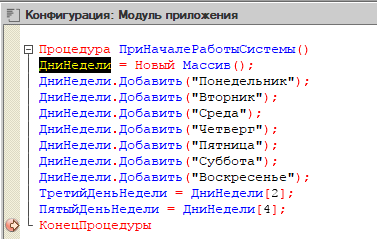 Конфигурация: Модуль приложения
Процедура ПриНачалеРаботыСистемы()
ДниНедели = Новый Массив();
ДниНедели.Добавить("Понедельник");
ДниНедели.Добавить("Вторник");
ДниНедели.Добавить("Среда");
ДниНедели.Добавить("Четверг");
ДниНедели.Добавить("Пятница");
ДниНедели.Добавить("Суббота");
ДниНедели.Добавить("Воскресенье");
ТретийДеньНедели = ДниНедели[2];
ПятыйДеньНедели = ДниНедели[4];
КонецПроцедуры